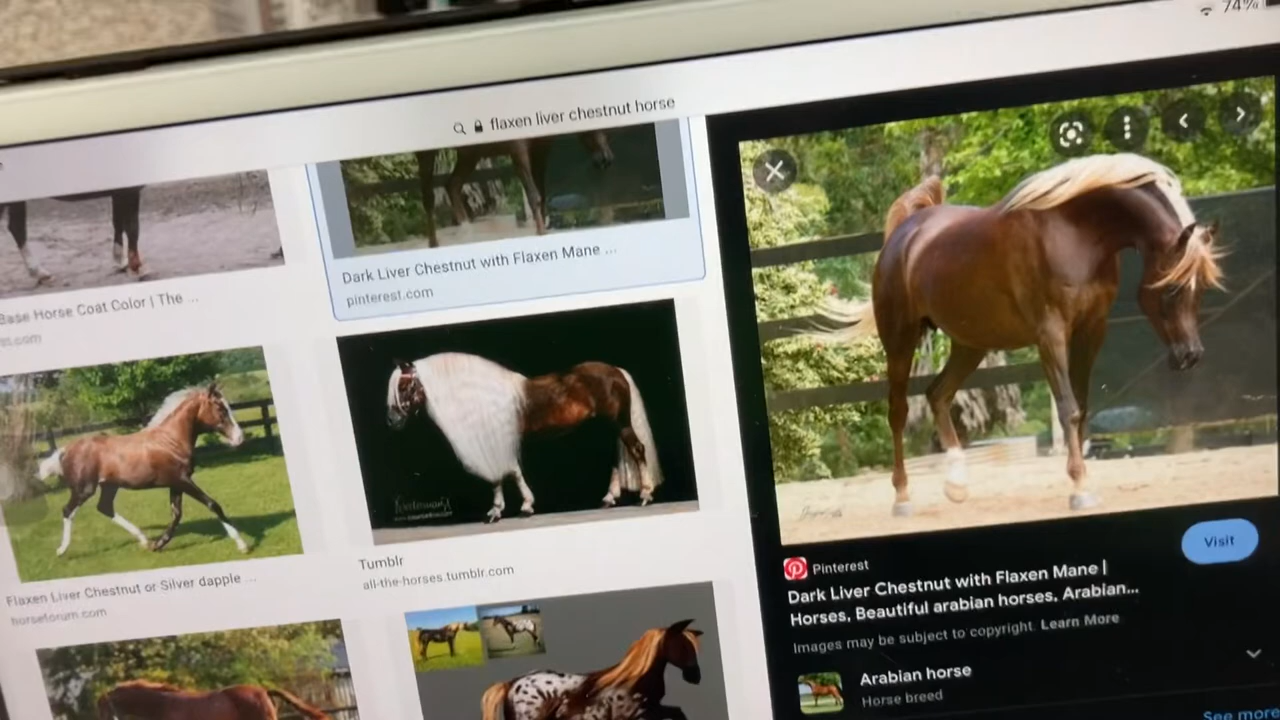 74%
flaxen liver chestnut horse
Base Horse Coat Color | The ...
Dark Liver Chestnut with Flaxen Mane ...
pinterest.com
Flaxen Liver Chestnut or Silver dapple ...
horseforum.com
Tumblr
all-the-horses.tumblr.com
Pinterest
Visit
Dark Liver Chestnut with Flaxen Mane |
Horses, Beautiful arabian horses, Arabian...
Images may be subject to copyright. Learn More
Arabian horse
Horse breed
See more